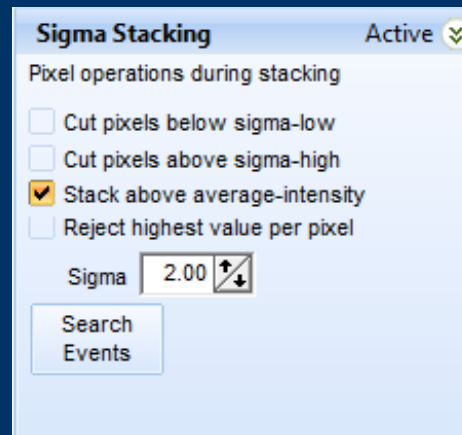 Sigma Stacking Active
Pixel operations during stacking
Cut pixels below sigma-low
Cut pixels above sigma-high
Stack above average-intensity
Reject highest value per pixel
Sigma 2.00
Search
Events